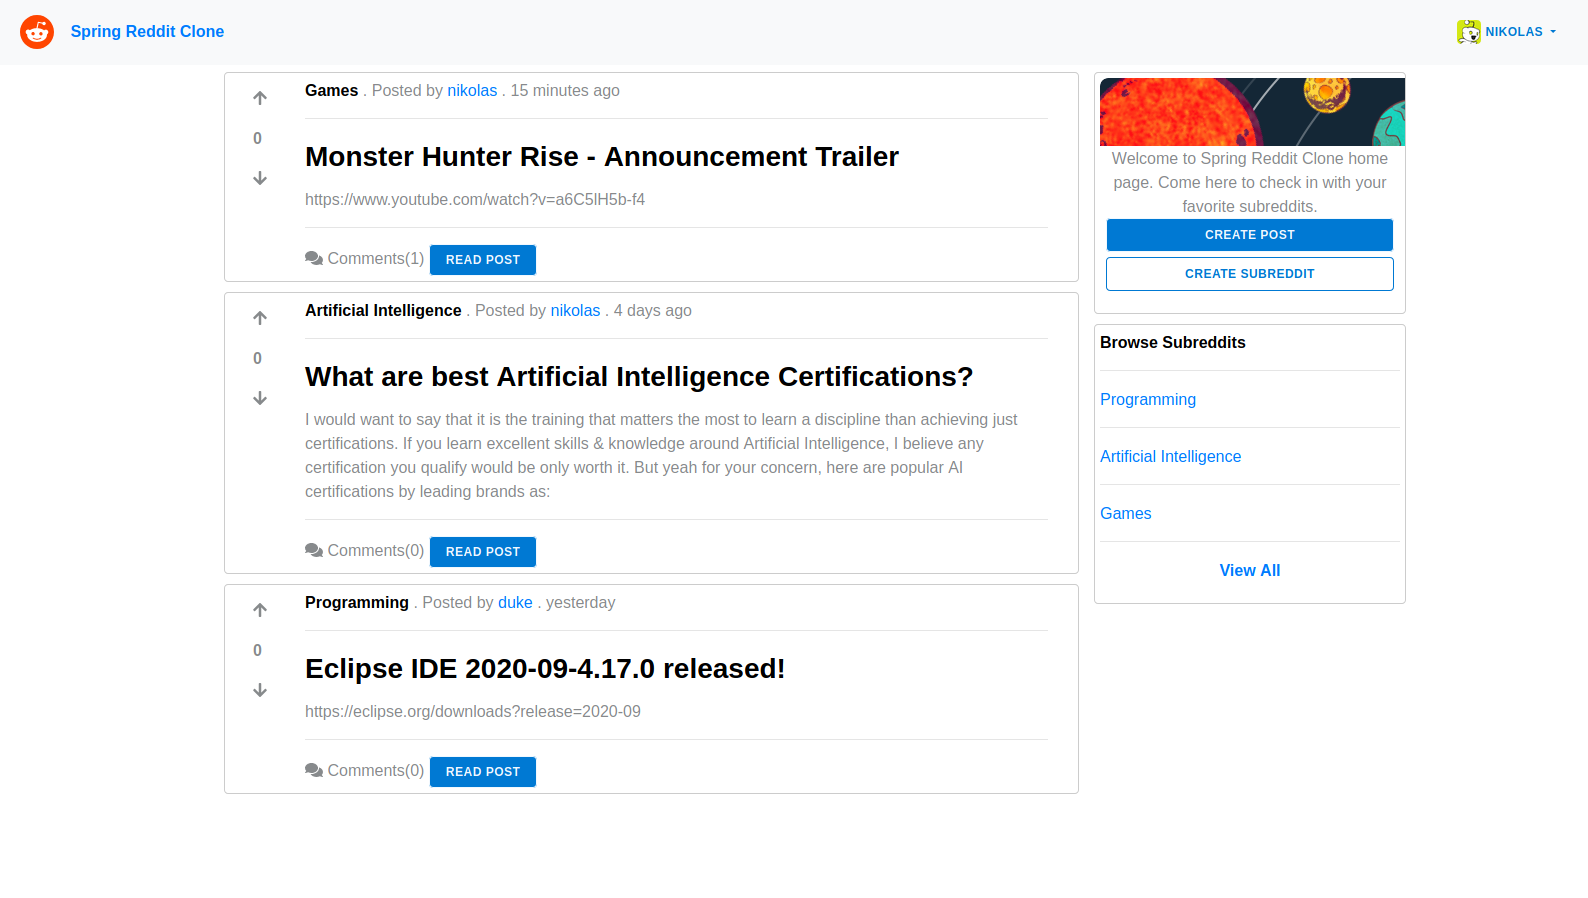 Spring Reddit Clone
NIKOLAS
Games . Posted by nikolas . 15 minutes ago
0
Monster Hunter Rise - Announcement Trailer
https://www.youtube.com/watch?v=a6C5lH5b-f4
Comments(1) READ POST
Artificial Intelligence . Posted by nikolas . 4 days ago
0
What are best Artificial Intelligence Certifications?
I would want to say that it is the training that matters the most to learn a discipline than achieving just
certifications. If you learn excellent skills & knowledge around Artificial Intelligence, I believe any
certification you qualify would be only worth it. But yeah for your concern, here are popular AI
certifications by leading brands as:
Comments(0) READ POST
Programming . Posted by duke . yesterday
0
Eclipse IDE 2020-09-4.17.0 released!
https://eclipse.org/downloads?release=2020-09
Comments(0) READ POST
Welcome to Spring Reddit Clone home
page. Come here to check in with your
favorite subreddits.
CREATE POST
CREATE SUBREDDIT
Browse Subreddits
Programming
Artificial Intelligence
Games
View All